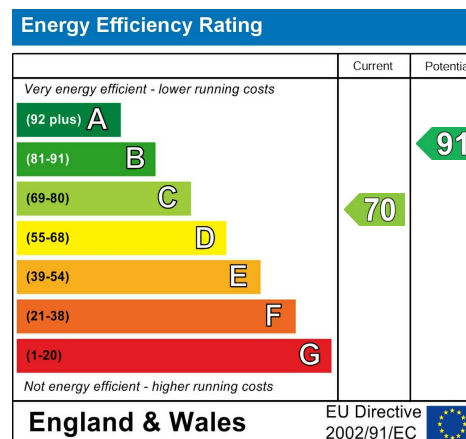 Energy Efficiency Rating
Current Potentia
Very energy efficient - lower running costs
(92 plus) A
(81-91) B
91
(69-80) C
70
(55-68) D
(39-54) E
(21-38) F
(1-20) G
Not energy efficient - higher running costs
England & Wales
EU Directive
2002/91/EC